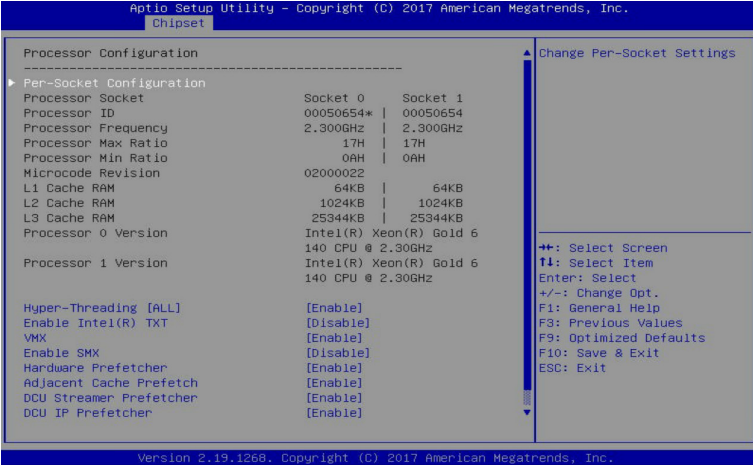 Aptio Setup Utility – Copyright (C) 2017 American Megatrends, Inc.
Chipset
Processor Configuration
--------------------------------------------------
Per-Socket Configuration
Processor Socket Socket 0 Socket 1
Processor ID 00050654* | 00050654
Processor Frequency 2.300GHz | 2.300GHz
Processor Max Ratio 17H | 17H
Processor Min Ratio 0AH | 0AH
Microcode Revision 02000022
L1 Cache RAM 64KB | 64KB
L2 Cache RAM 1024KB | 1024KB
L3 Cache RAM 25344KB | 25344KB
Processor 0 Version Intel(R) Xeon(R) Gold 6
140 CPU @ 2.30GHz
Processor 1 Version Intel(R) Xeon(R) Gold 6
140 CPU @ 2.30GHz
Hyper-Threading [ALL] [Enable]
Enable Intel(R) TXT [Disable]
VMX [Enable]
Enable SMX [Disable]
Hardware Prefetcher [Enable]
Adjacent Cache Prefetch [Enable]
DCU Streamer Prefetcher [Enable]
DCU IP Prefetcher [Enable]
Change Per-Socket Settings
→←: Select Screen
↑↓: Select Item
Enter: Select
+/-: Change Opt.
F1: General Help
F3: Previous Values
F9: Optimized Defaults
F10: Save & Exit
ESC: Exit
Version 2.19.1268. Copyright (C) 2017 American Megatrends, Inc.